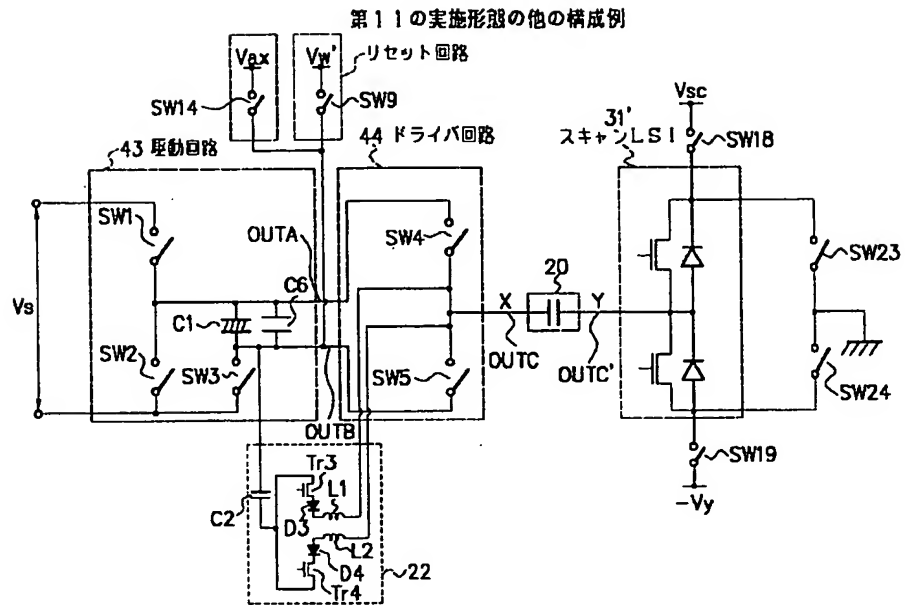 第11の実施形態の他の構成例
Vax
Vw'
リセット回路
SW14
SW9
Vsc
31'
スキャンLSI
SW18
43 駆動回路
44 ドライバ回路
SW1
OUTA
SW4
C6
20
SW23
Vs
C1
X
Y
SW2
SW3
OUTC
OUTC'
SW5
SW24
OUTB
SW19
Tr3
L1
-Vy
C2
D3
L2
D4
22
Tr4